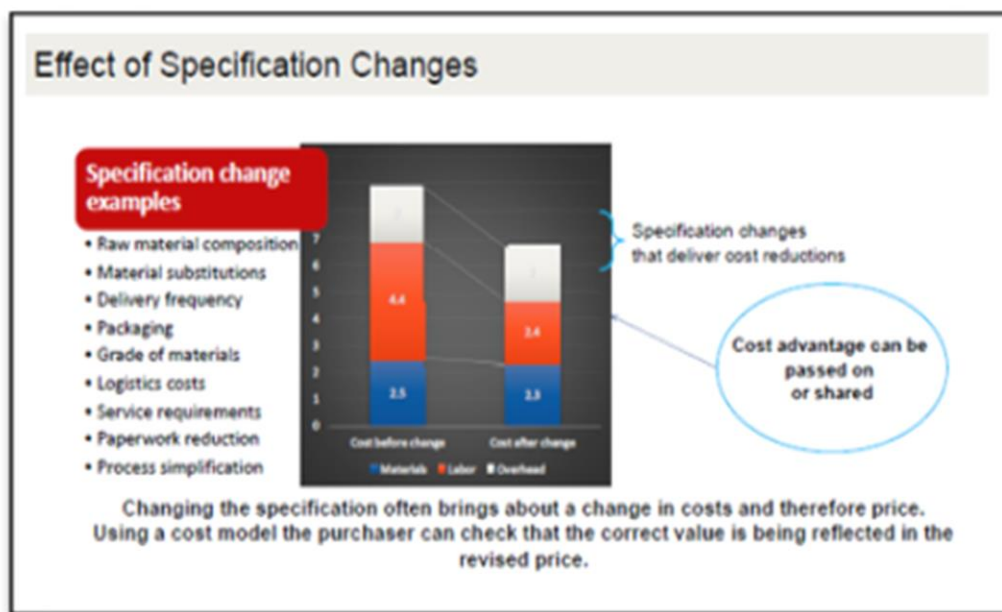 Effect of Specification Changes
Specification change
examples
• Raw material composition
• Material substitutions
• Delivery frequency
• Packaging
• Grade of materials
• Logistics costs
• Service requirements
• Paperwork reduction
• Process simplification
7
6
5
4
3
2
1
0
4.4
2.5
2.4
2.3
Cost before change
Cost after change
Materials Labor Overhead
Specification changes
that deliver cost reductions
Cost advantage can be
passed on
or shared
Changing the specification often brings about a change in costs and therefore price.
Using a cost model the purchaser can check that the correct value is being reflected in the
revised price.